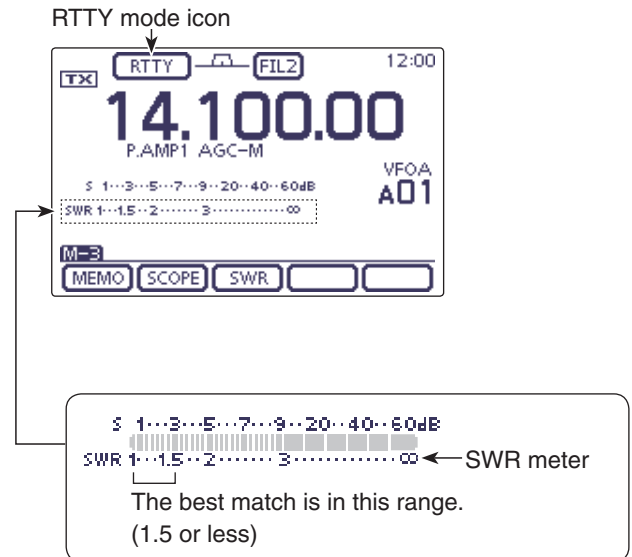 RTTY mode icon
TX RTTY FIL2 12:00
14.100.00
P.AMP1 AGC-M
VFOA
S 1···3···5···7···9··20··40··60dB
A01
SWR 1···1.5··2······· 3············· ∞
M-3
MEMO SCOPE SWR
S 1···3···5···7···9··20··40··60dB
SWR 1···1.5··2······· 3············· ∞ SWR meter
The best match is in this range.
(1.5 or less)